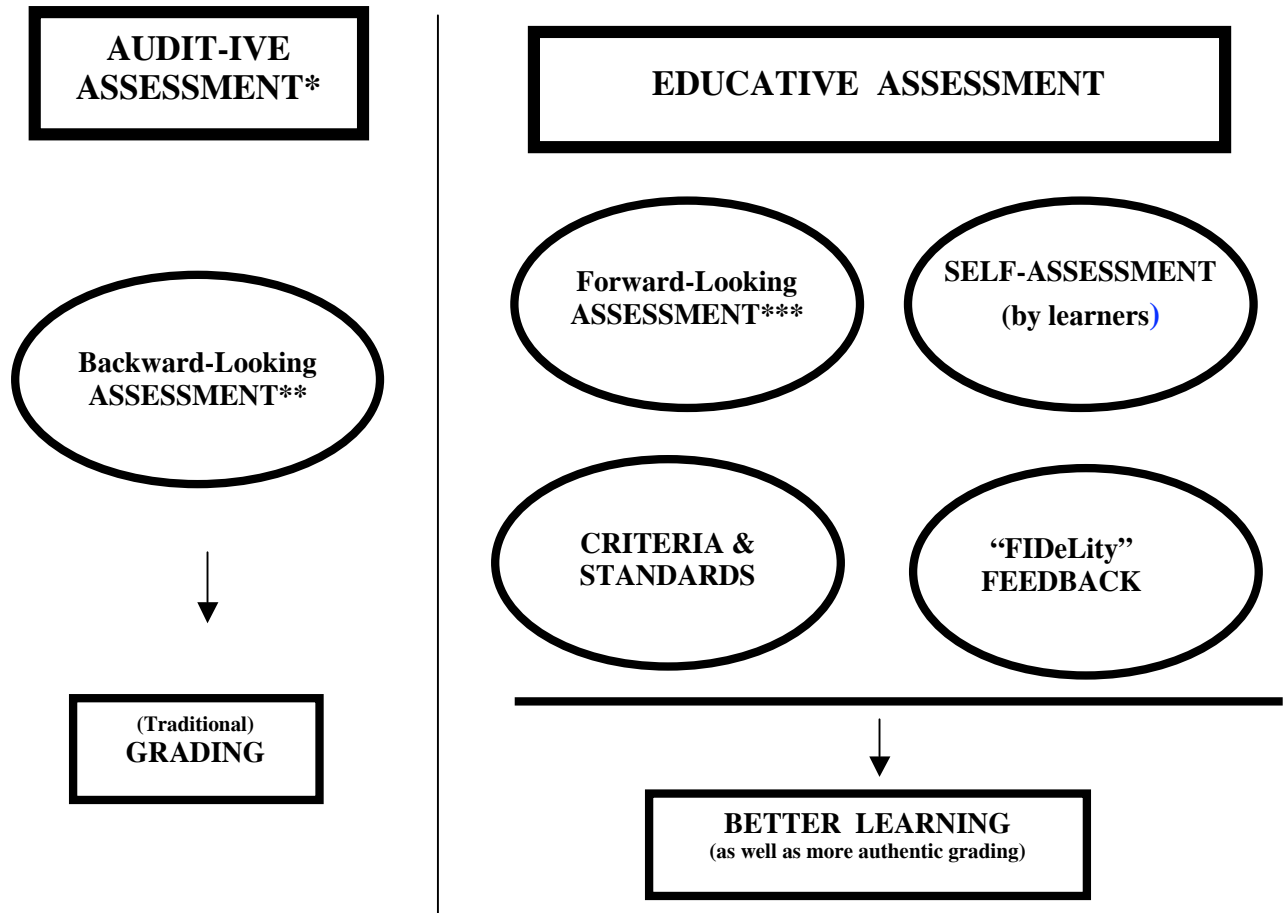 AUDIT-IVE
ASSESSMENT*
Backward-Looking
ASSESSMENT**
(Traditional)
GRADING
EDUCATIVE ASSESSMENT
Forward-Looking
ASSESSMENT***
SELF-ASSESSMENT
(by learners)
CRITERIA &
STANDARDS
“FIDeLity”
FEEDBACK
BETTER LEARNING
(as well as more authentic grading)